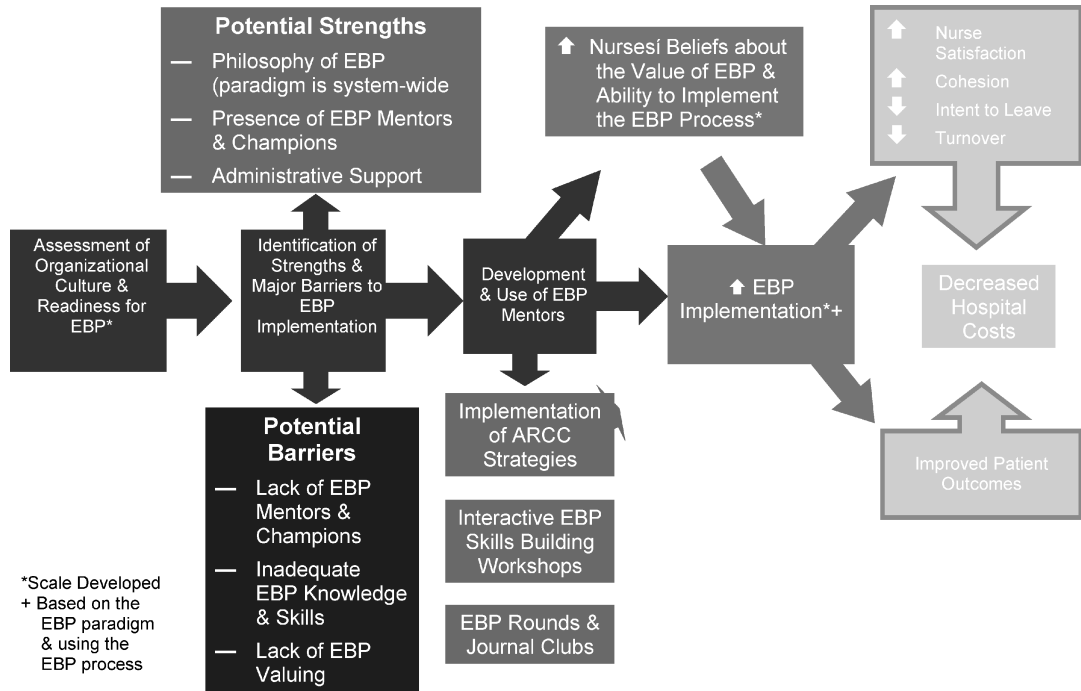 Potential Strengths
— Philosophy of EBP
(paradigm is system-wide
— Presence of EBP Mentors
& Champions
— Administrative Support
Nursesí Beliefs about
the Value of EBP &
Ability to Implement
the EBP Process*
Nurse
Satisfaction
Cohesion
Intent to Leave
Turnover
Assessment of
Organizational
Culture &
Readiness for
EBP*
Identification of
Strengths &
Major Barriers to
EBP
Implementation
Development
& Use of EBP
Mentors
EBP
Implementation*+
Decreased
Hospital
Costs
Potential
Barriers
— Lack of EBP
Mentors &
Champions
— Inadequate
EBP Knowledge
& Skills
— Lack of EBP
Valuing
Implementation
of ARCC
Strategies
Interactive EBP
Skills Building
Workshops
EBP Rounds &
Journal Clubs
Improved Patient
Outcomes
*Scale Developed
+ Based on the
EBP paradigm
& using the
EBP process